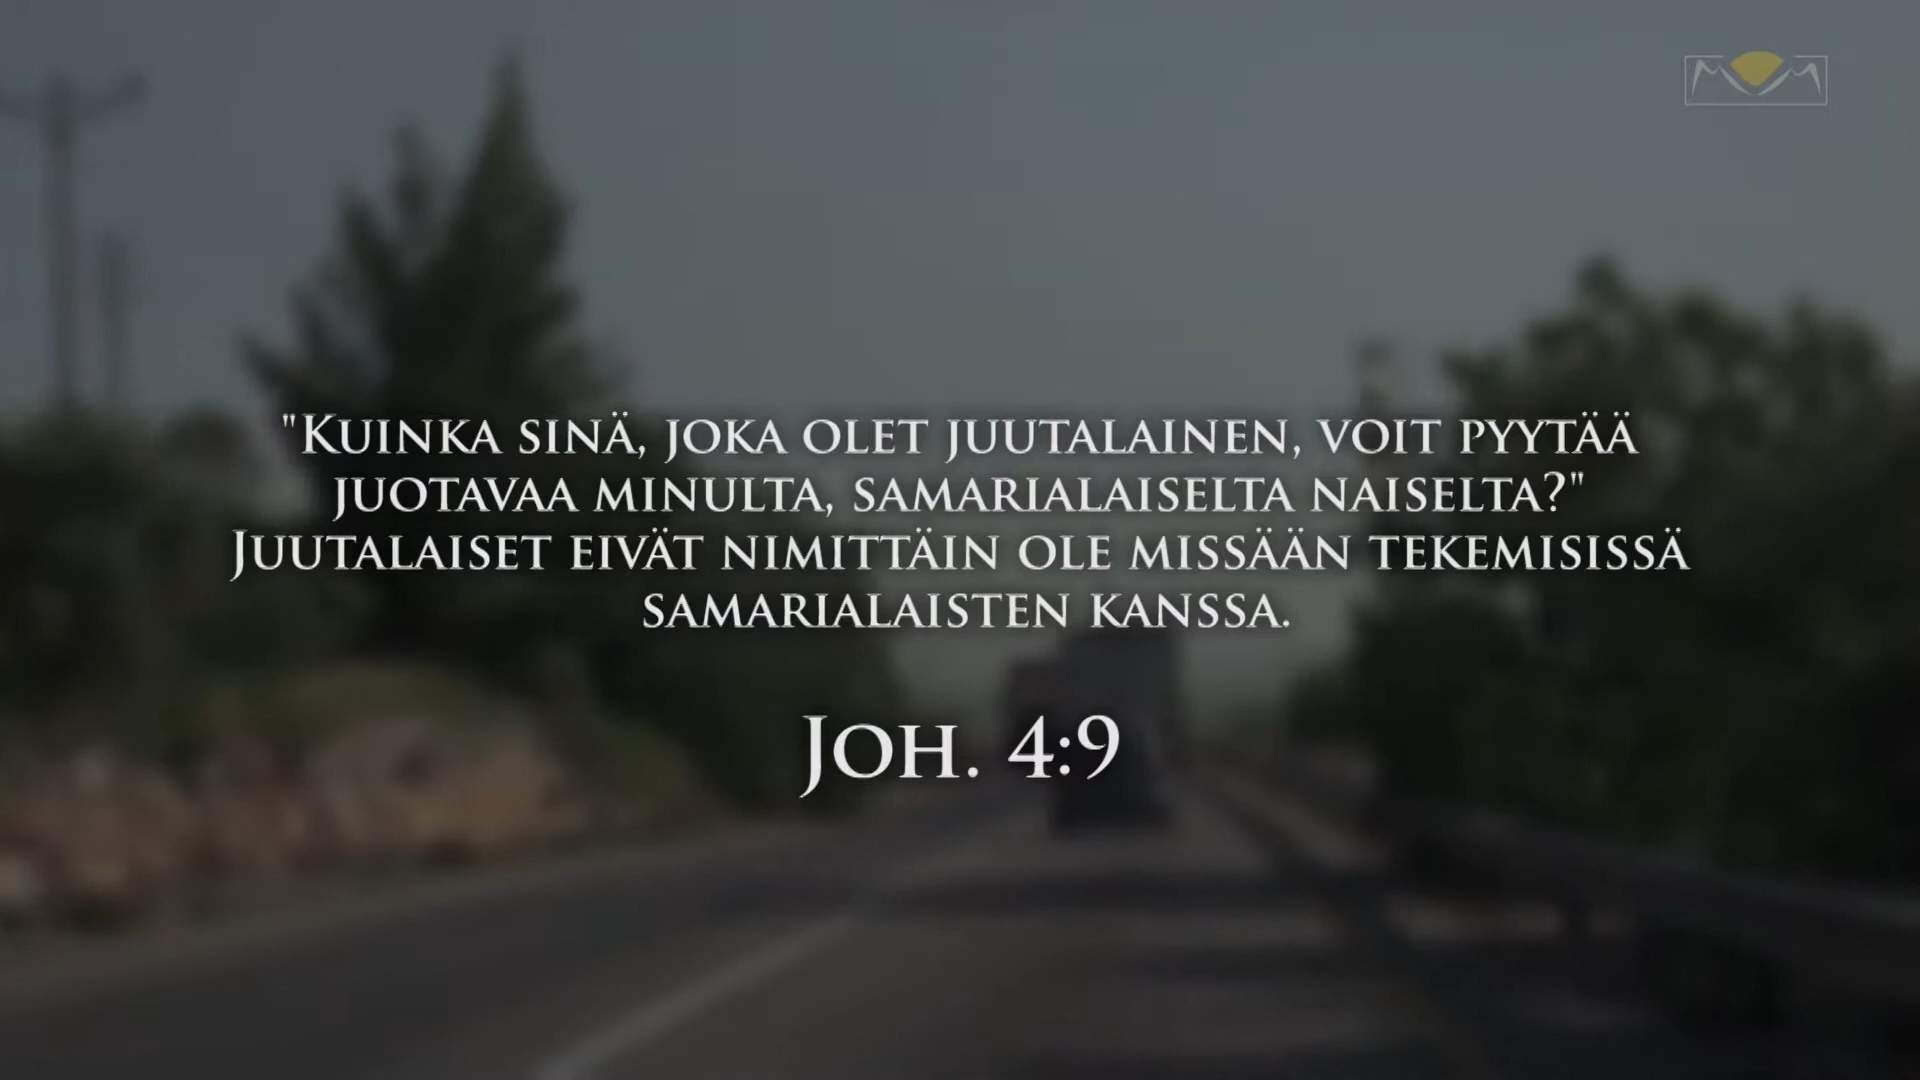 "Kuinka sinä, joka olet juutalainen, voit pyytää
juotavaa minulta, samarialaiselta naiselta?"
Juutalaiset eivät nimittäin ole missään tekemisissä
samarialaisten kanssa.
Joh. 4:9